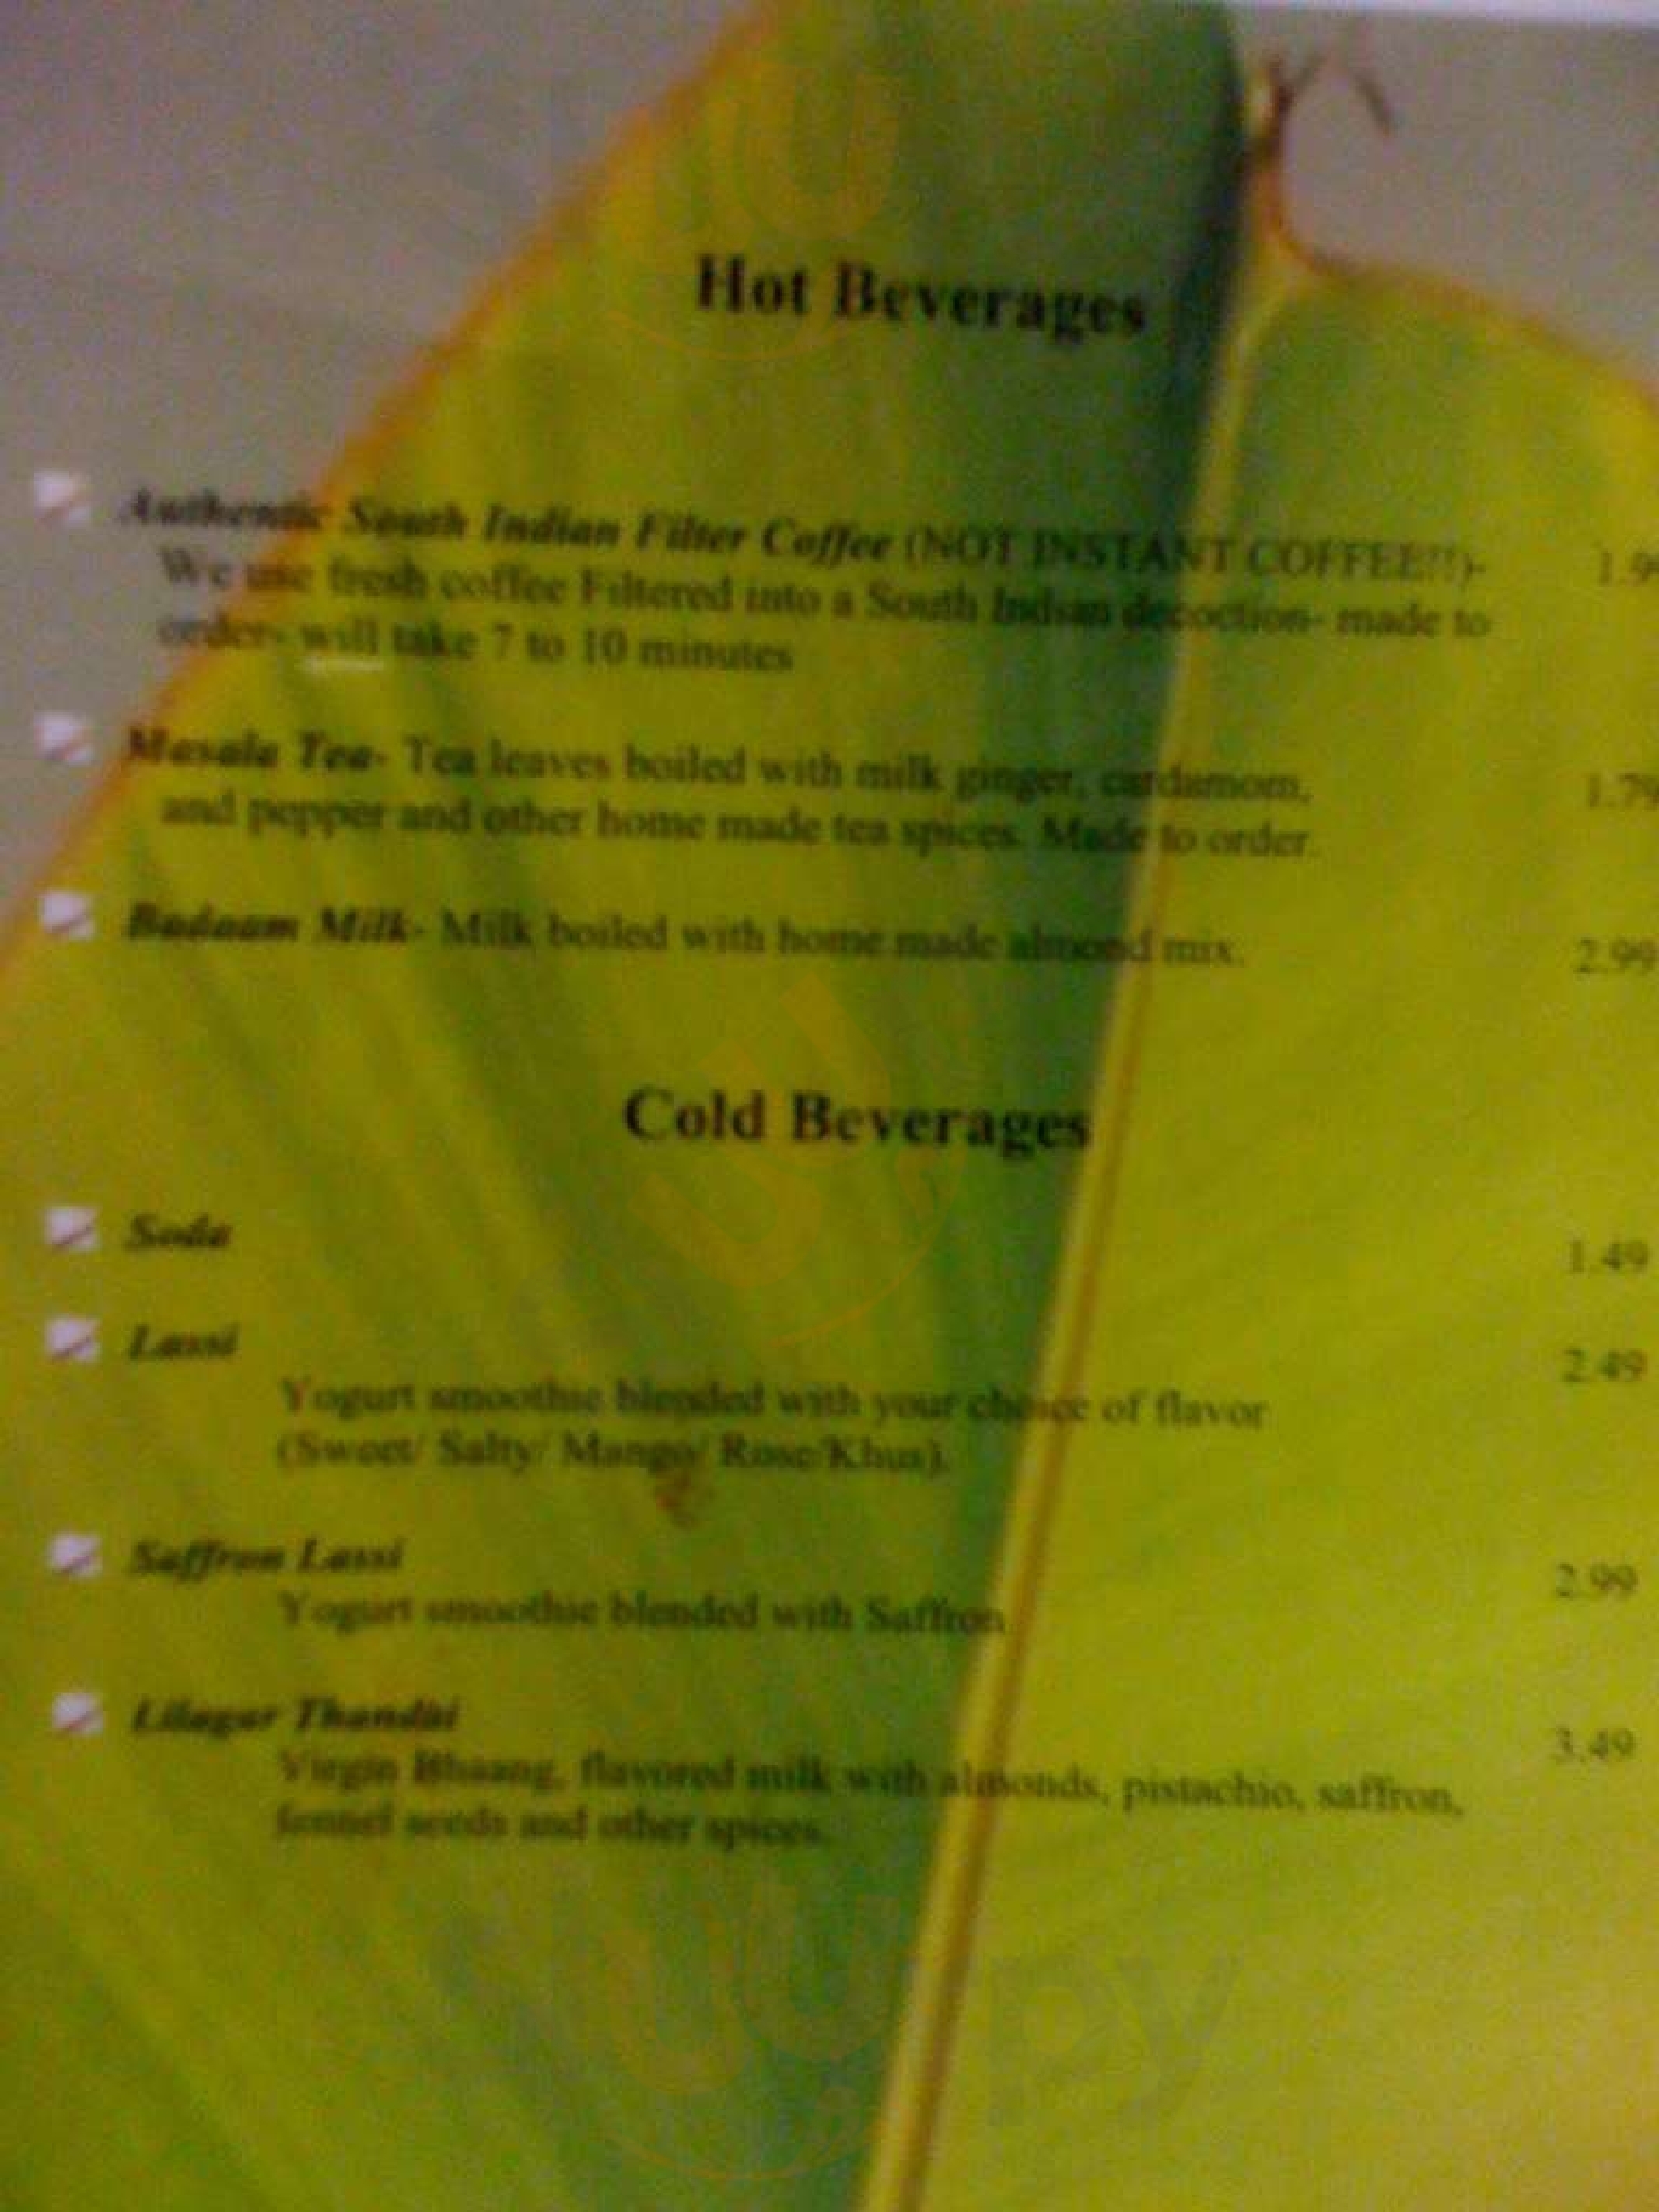 Hot Beverages
Authentic South Indian Filter Coffee (NOT INSTANT COFFEE!!)- 1.9
We use fresh coffee Filtered into a South Indian decoction- made to
order- will take 7 to 10 minutes
Masala Tea- Tea leaves boiled with milk ginger, cardamom, 1.79
and pepper and other home made tea spices. Made to order.
Badaam Milk- Milk boiled with home made almond mix. 2.99
Cold Beverages
Soda 1.49
Lassi 2.49
Yogurt smoothie blended with your choice of flavor
(Sweet/ Salty/ Mango/ Rose/Khus).
Saffron Lassi 2.99
Yogurt smoothie blended with Saffron
Lilagar Thandai 3.49
Virgin Bhaang, flavored milk with almonds, pistachio, saffron,
fennel seeds and other spices.